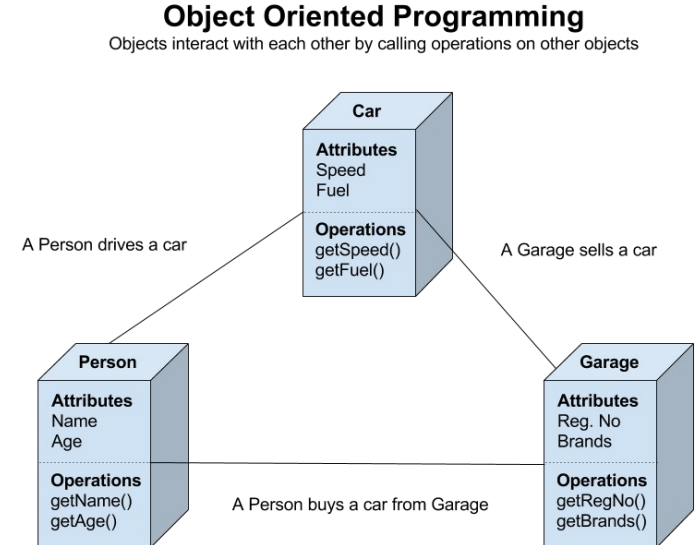 Object Oriented Programming
Objects interact with each other by calling operations on other objects
Car
Attributes
Speed
Fuel
Operations
getSpeed()
getFuel()
A Person drives a car
A Garage sells a car
Person
Attributes
Name
Age
Operations
getName()
getAge()
A Person buys a car from Garage
Garage
Attributes
Reg. No
Brands
Operations
getRegNo()
getBrands()